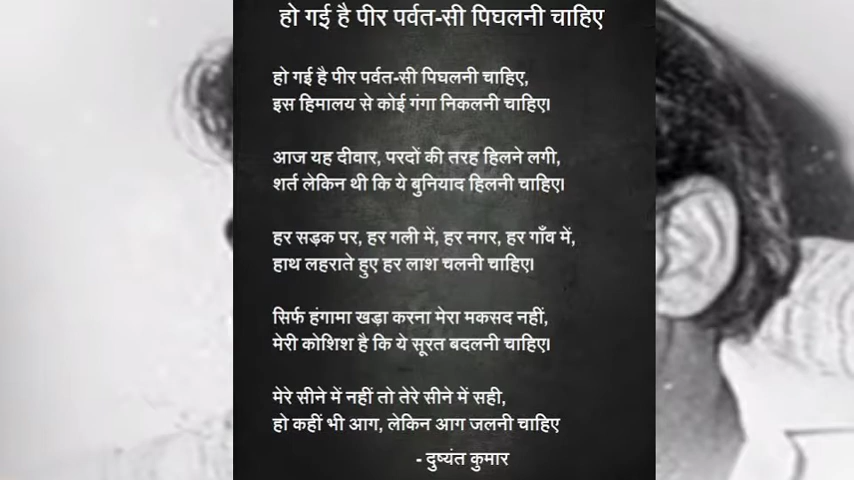 हो गई है पीर पर्वत-सी पिघलनी चाहिए
हो गई है पीर पर्वत-सी पिघलनी चाहिए,
इस हिमालय से कोई गंगा निकलनी चाहिए।
आज यह दीवार, परदों की तरह हिलने लगी,
शर्त लेकिन थी कि ये बुनियाद हिलनी चाहिए।
हर सड़क पर, हर गली में, हर नगर, हर गाँव में,
हाथ लहराते हुए हर लाश चलनी चाहिए।
सिर्फ हंगामा खड़ा करना मेरा मकसद नहीं,
मेरी कोशिश है कि ये सूरत बदलनी चाहिए।
मेरे सीने में नहीं तो तेरे सीने में सही,
हो कहीं भी आग, लेकिन आग जलनी चाहिए
- दुष्यंत कुमार